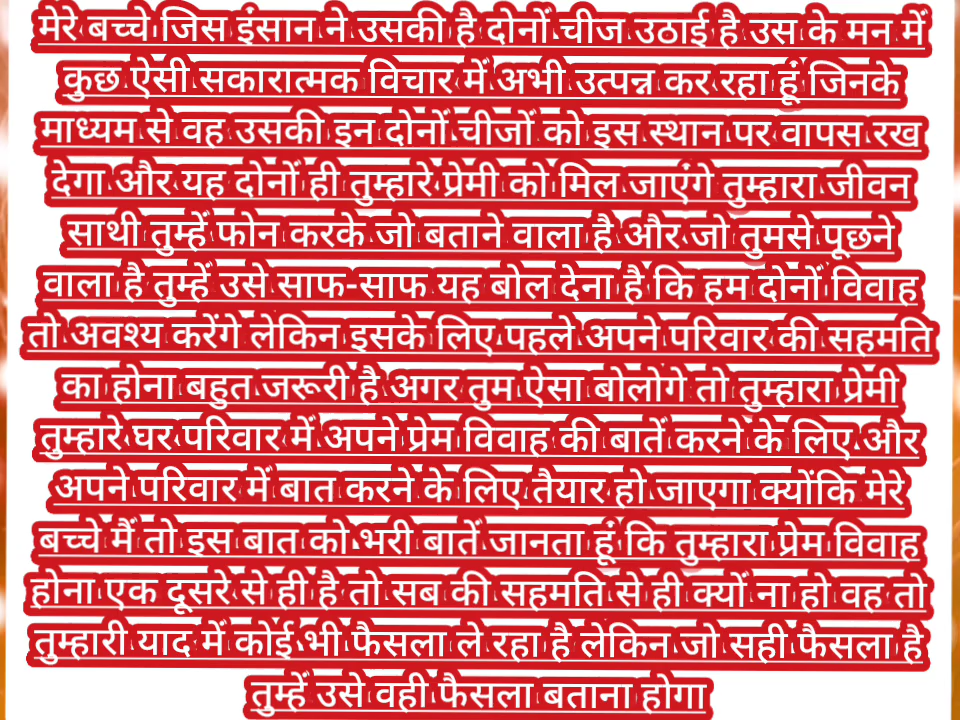 मेरे बच्चे जिस इंसान ने उसकी है दोनों चीज उठाई है उस के मन में
कुछ ऐसी सकारात्मक विचार में अभी उत्पन्न कर रहा हूं जिनके
माध्यम से वह उसकी इन दोनों चीजों को इस स्थान पर वापस रख
देगा और यह दोनों ही तुम्हारे प्रेमी को मिल जाएंगे तुम्हारा जीवन
साथी तुम्हें फोन करके जो बताने वाला है और जो तुमसे पूछने
वाला है तुम्हें उसे साफ-साफ यह बोल देना है कि हम दोनों विवाह
तो अवश्य करेंगे लेकिन इसके लिए पहले अपने परिवार की सहमति
का होना बहुत जरूरी है अगर तुम ऐसा बोलोगे तो तुम्हारा प्रेमी
तुम्हारे घर परिवार में अपने प्रेम विवाह की बातें करने के लिए और
अपने परिवार में बात करने के लिए तैयार हो जाएगा क्योंकि मेरे
बच्चे मैं तो इस बात को भरी बातें जानता हूं कि तुम्हारा प्रेम विवाह
होना एक दूसरे से ही है तो सब की सहमति से ही क्यों ना हो वह तो
तुम्हारी याद में कोई भी फैसला ले रहा है लेकिन जो सही फैसला है
तुम्हें उसे वही फैसला बताना होगा